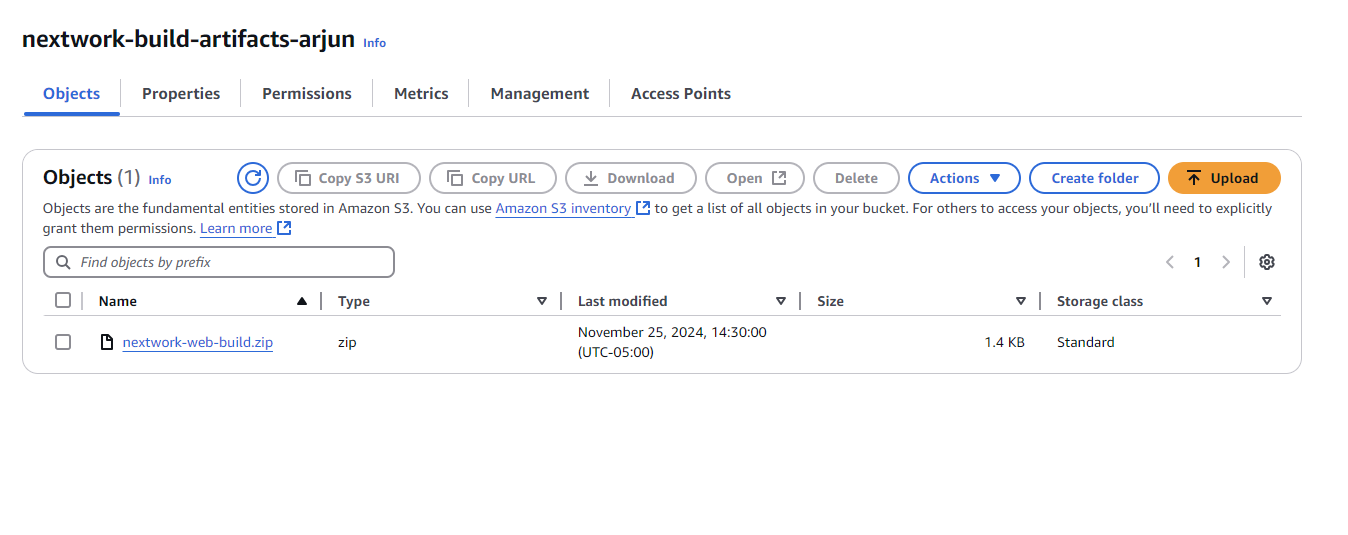 nextwork-build-artifacts-arjun Info
Objects Properties Permissions Metrics Management Access Points
Objects (1) Info Copy S3 URI Copy URL Download Open Delete Actions Create folder Upload
Objects are the fundamental entities stored in Amazon S3. You can use Amazon S3 inventory to get a list of all objects in your bucket. For others to access your objects, you’ll need to explicitly
grant them permissions. Learn more
Find objects by prefix 1
Name Type Last modified Size Storage class
nextwork-web-build.zip zip November 25, 2024, 14:30:00 1.4 KB Standard
(UTC-05:00)